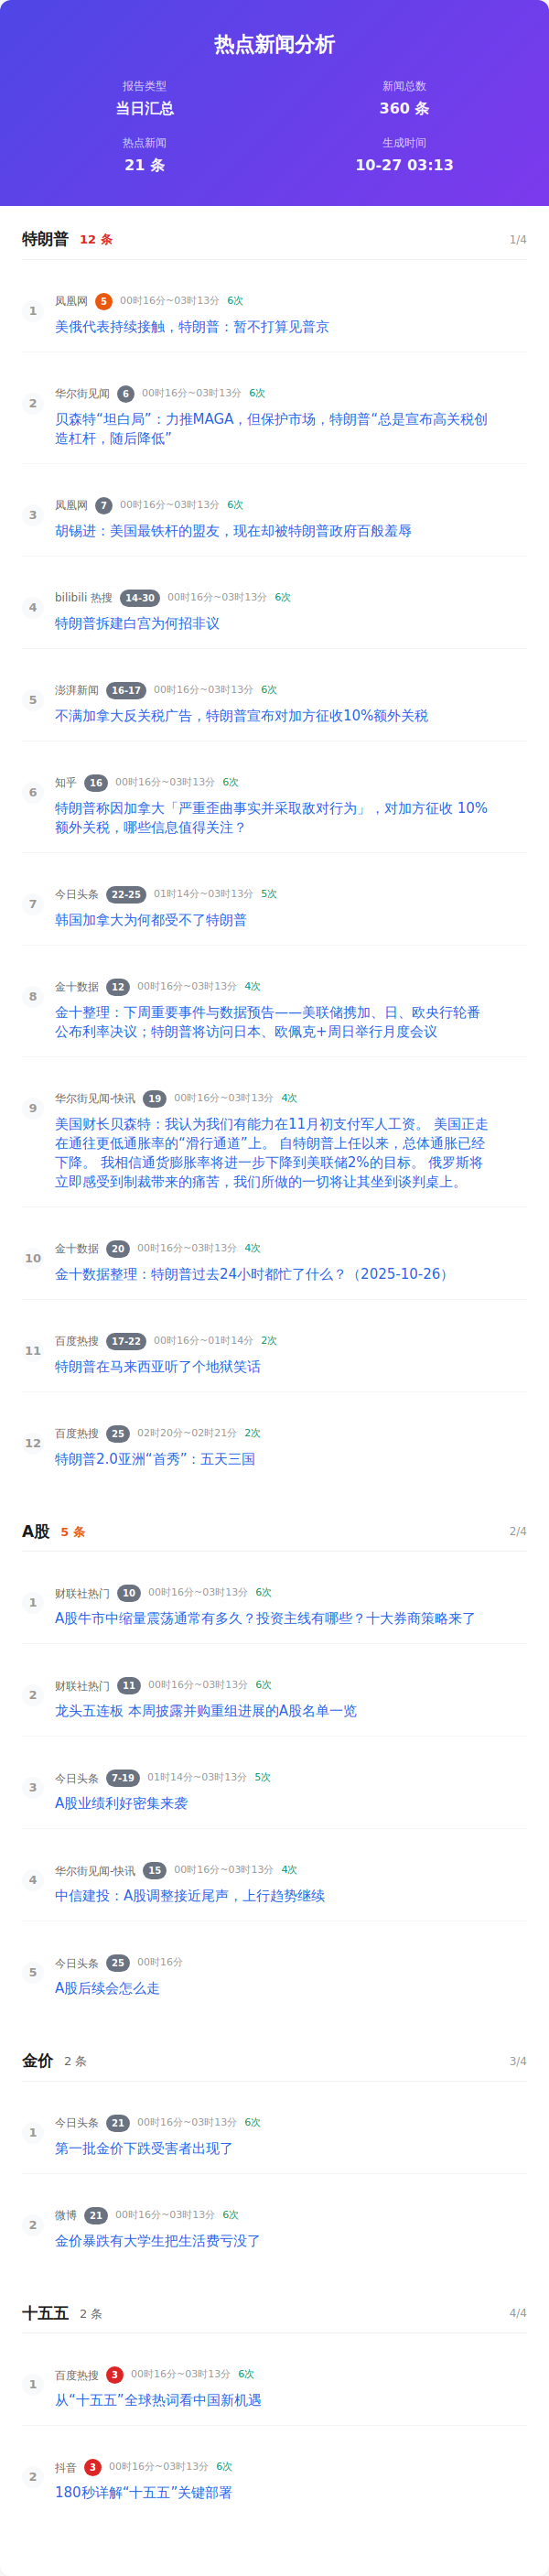 热点新闻分析
报告类型
当日汇总
新闻总数
360 条
热点新闻
21 条
生成时间
10-27 03:13
特朗普 12 条 1/4
1 凤凰网 5 00时16分~03时13分 6次
美俄代表持续接触，特朗普：暂不打算见普京
2 华尔街见闻 6 00时16分~03时13分 6次
贝森特“坦白局”：力推MAGA，但保护市场，特朗普“总是宣布高关税创
造杠杆，随后降低”
3 凤凰网 7 00时16分~03时13分 6次
胡锡进：美国最铁杆的盟友，现在却被特朗普政府百般羞辱
4 bilibili 热搜 14-30 00时16分~03时13分 6次
特朗普拆建白宫为何招非议
5 澎湃新闻 16-17 00时16分~03时13分 6次
不满加拿大反关税广告，特朗普宣布对加方征收10%额外关税
6 知乎 16 00时16分~03时13分 6次
特朗普称因加拿大「严重歪曲事实并采取敌对行为」，对加方征收 10%
额外关税，哪些信息值得关注？
7 今日头条 22-25 01时14分~03时13分 5次
韩国加拿大为何都受不了特朗普
8 金十数据 12 00时16分~03时13分 4次
金十整理：下周重要事件与数据预告——美联储携加、日、欧央行轮番
公布利率决议；特朗普将访问日本、欧佩克+周日举行月度会议
9 华尔街见闻-快讯 19 00时16分~03时13分 4次
美国财长贝森特：我认为我们有能力在11月初支付军人工资。 美国正走
在通往更低通胀率的“滑行通道”上。 自特朗普上任以来，总体通胀已经
下降。 我相信通货膨胀率将进一步下降到美联储2%的目标。 俄罗斯将
立即感受到制裁带来的痛苦，我们所做的一切将让其坐到谈判桌上。
10 金十数据 20 00时16分~03时13分 4次
金十数据整理：特朗普过去24小时都忙了什么？（2025-10-26）
11 百度热搜 17-22 00时16分~01时14分 2次
特朗普在马来西亚听了个地狱笑话
12 百度热搜 25 02时20分~02时21分 2次
特朗普2.0亚洲“首秀”：五天三国
A股 5 条 2/4
1 财联社热门 10 00时16分~03时13分 6次
A股牛市中缩量震荡通常有多久？投资主线有哪些？十大券商策略来了
2 财联社热门 11 00时16分~03时13分 6次
龙头五连板 本周披露并购重组进展的A股名单一览
3 今日头条 7-19 01时14分~03时13分 5次
A股业绩利好密集来袭
4 华尔街见闻-快讯 15 00时16分~03时13分 4次
中信建投：A股调整接近尾声，上行趋势继续
5 今日头条 25 00时16分
A股后续会怎么走
金价 2 条 3/4
1 今日头条 21 00时16分~03时13分 6次
第一批金价下跌受害者出现了
2 微博 21 00时16分~03时13分 6次
金价暴跌有大学生把生活费亏没了
十五五 2 条 4/4
1 百度热搜 3 00时16分~03时13分 6次
从“十五五”全球热词看中国新机遇
2 抖音 3 00时16分~03时13分 6次
180秒详解“十五五”关键部署